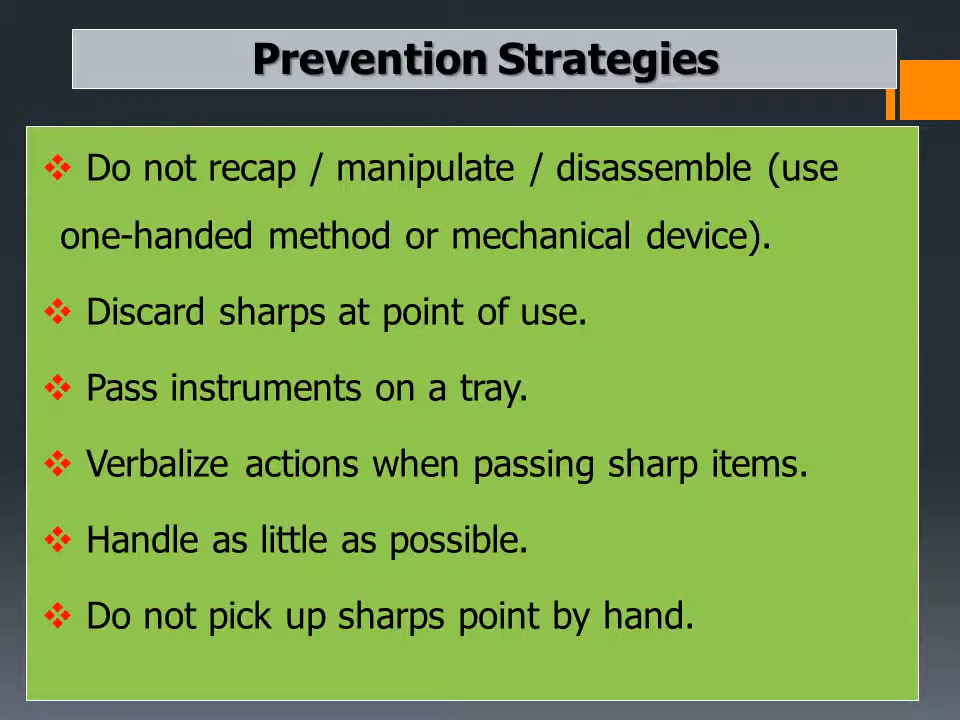 Prevention Strategies
❖ Do not recap / manipulate / disassemble (use
one-handed method or mechanical device).
❖ Discard sharps at point of use.
❖ Pass instruments on a tray.
❖ Verbalize actions when passing sharp items.
❖ Handle as little as possible.
❖ Do not pick up sharps point by hand.